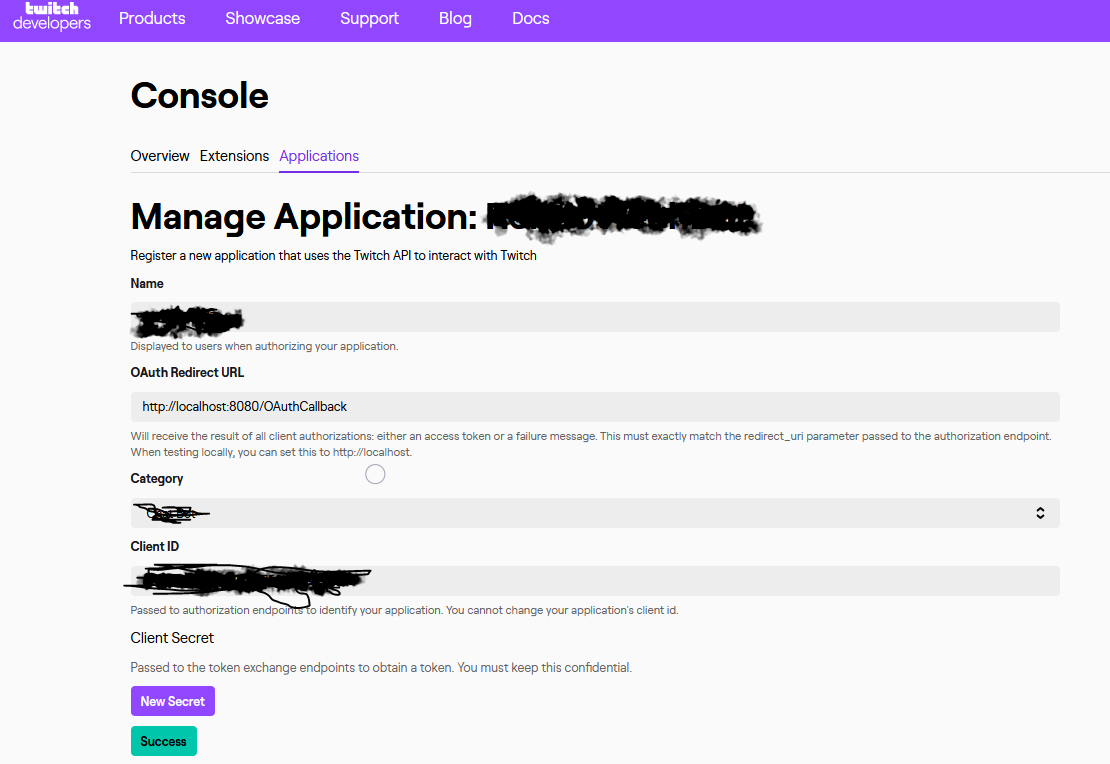 twitch
developers
Products Showcase Support Blog Docs
Console
Overview Extensions Applications
Manage Application:
Register a new application that uses the Twitch API to interact with Twitch
Name
Displayed to users when authorizing your application.
OAuth Redirect URL
http://localhost:8080/OAuthCallback
Will receive the result of all client authorizations: either an access token or a failure message. This must exactly match the redirect_uri parameter passed to the authorization endpoint.
When testing locally, you can set this to http://localhost.
Category
Client ID
Passed to authorization endpoints to identify your application. You cannot change your application's client id.
Client Secret
Passed to the token exchange endpoints to obtain a token. You must keep this confidential.
New Secret
Success